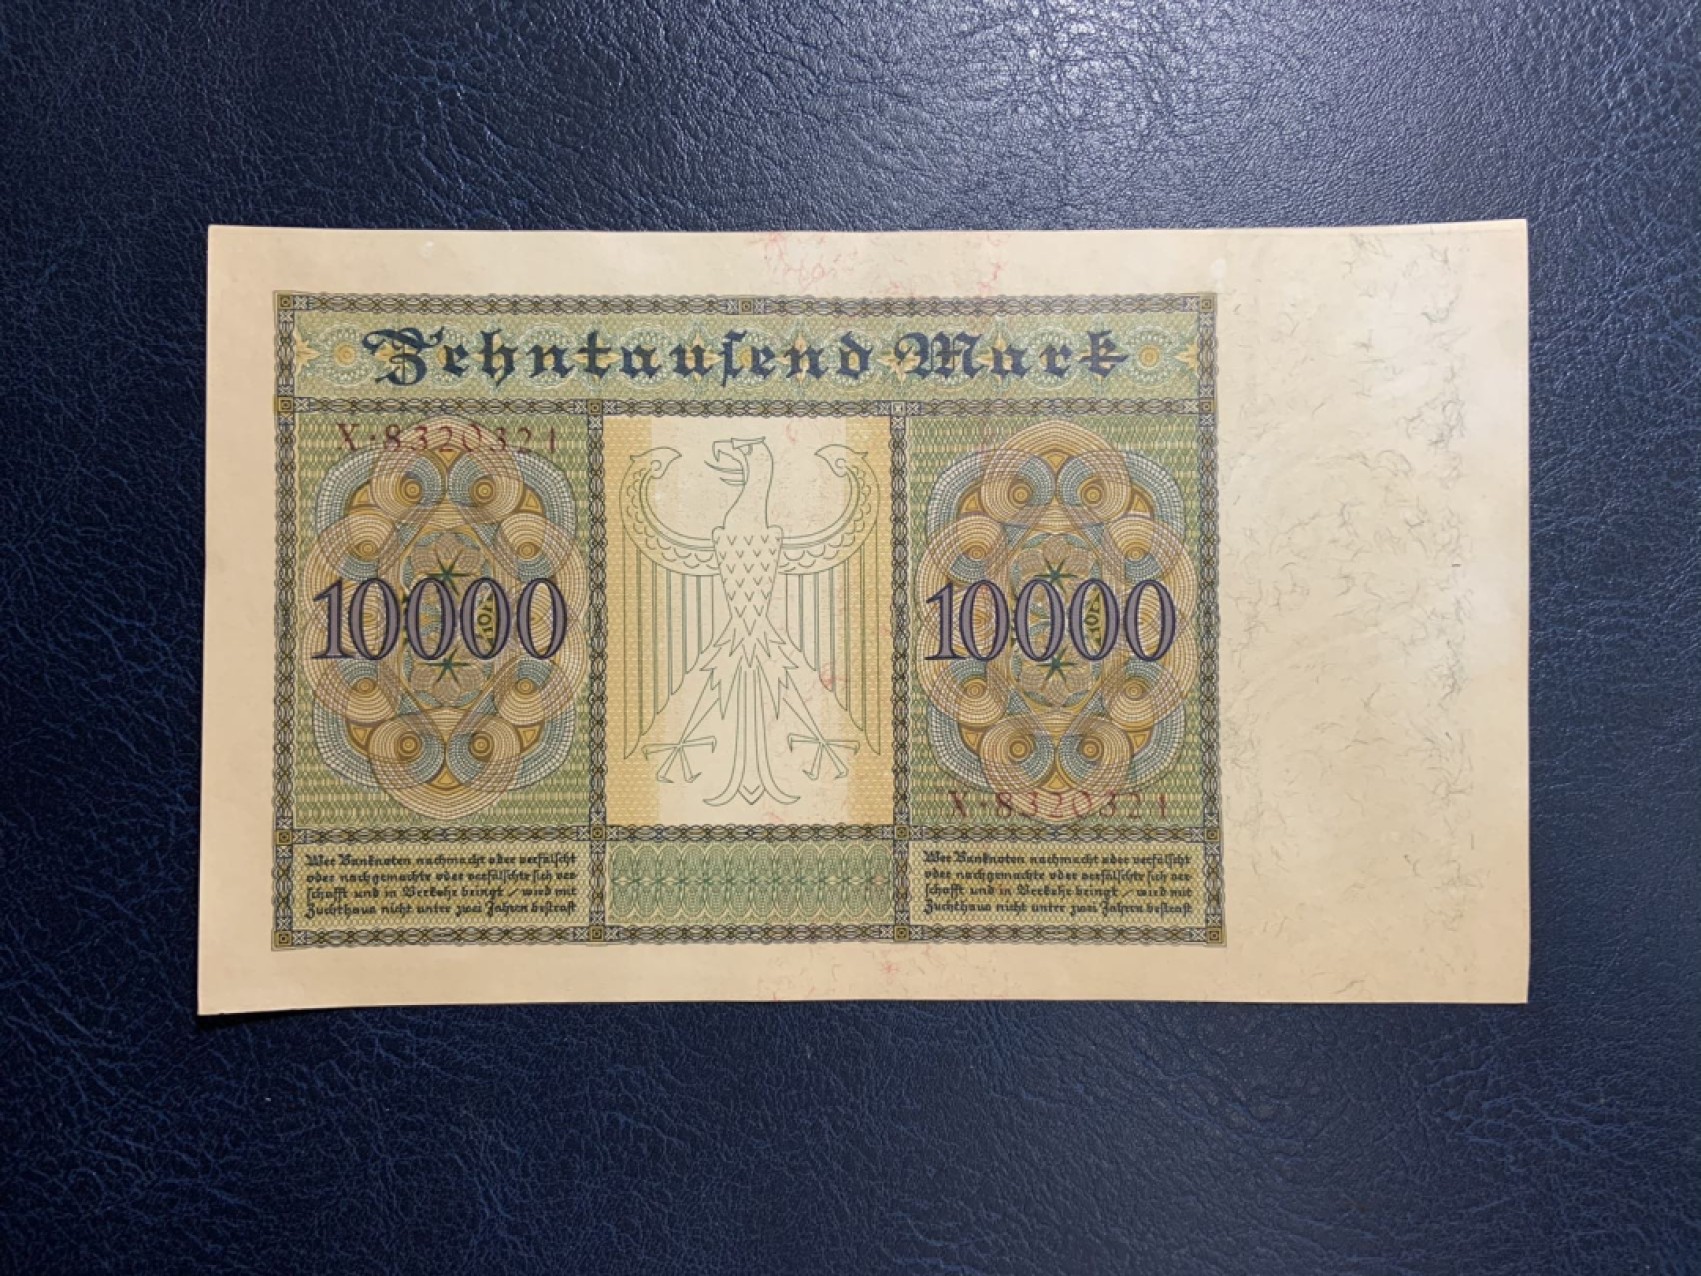 Zehntauſend Mark
X·8320324
10000
10000
X·8320324
Wer Banknoten nachmacht oder verfälſcht
oder nachgemachte oder verfälſchte ſich ver-
ſchafft und in Verkehr bringt / wird mit
Zuchthaus nicht unter zwei Jahren beſtraft
Wer Banknoten nachmacht oder verfälſcht
oder nachgemachte oder verfälſchte ſich ver-
ſchafft und in Verkehr bringt / wird mit
Zuchthaus nicht unter zwei Jahren beſtraft